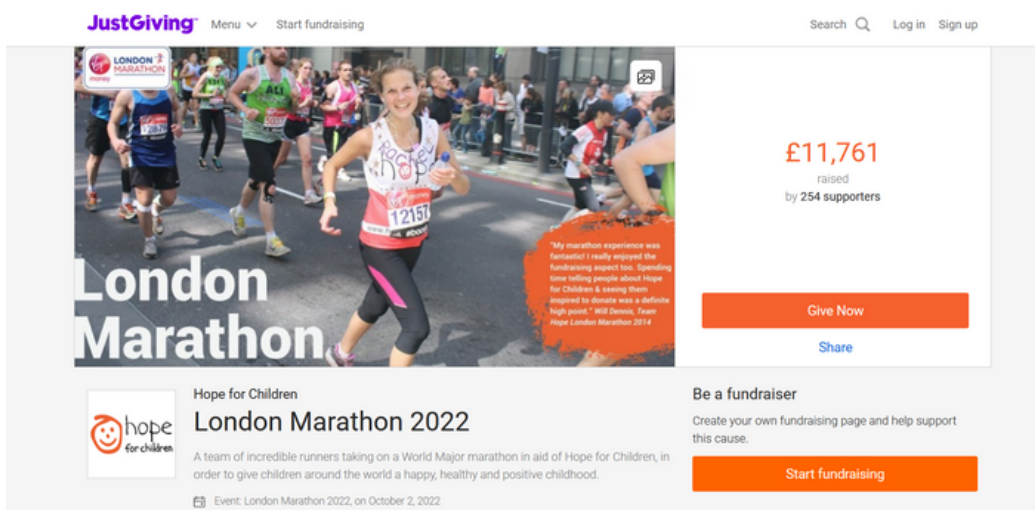 JustGiving™
Menu
Start fundraising
Search
Log in
Sign up
Virgin
money
LONDON
MARATHON
ALI
Rachel
hope
12157
London
Marathon
"My marathon experience was
fantastic! I really enjoyed the
fundraising aspect too. Spending
time telling people about Hope
for Children & seeing them
inspired to donate was a definite
high point." Will Dennis, Team
Hope London Marathon 2014
£11,761
raised
by 254 supporters
Give Now
Share
hope
for children
Hope for Children
London Marathon 2022
A team of incredible runners taking on a World Major marathon in aid of Hope for Children, in
order to give children around the world a happy, healthy and positive childhood.
Event: London Marathon 2022, on October 2, 2022
Be a fundraiser
Create your own fundraising page and help support
this cause.
Start fundraising